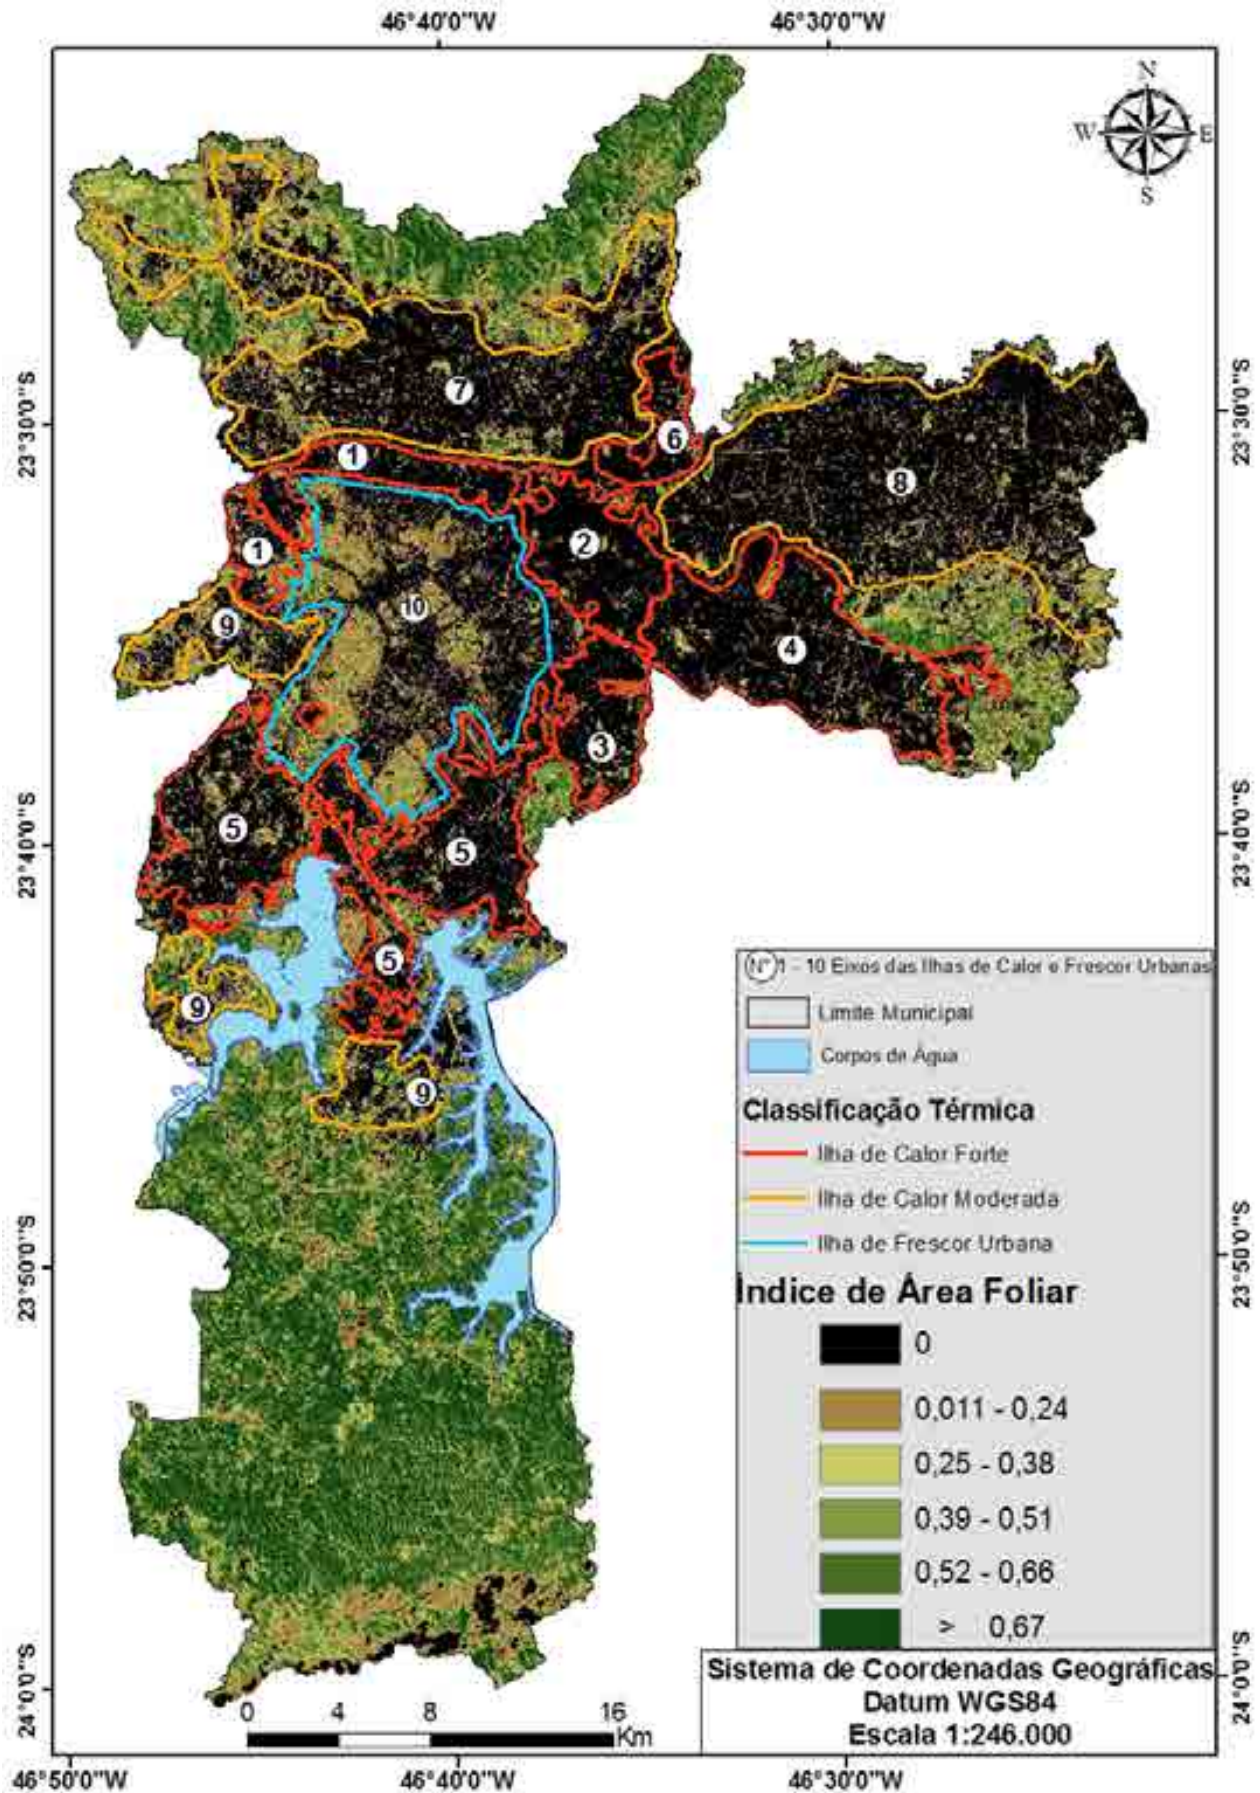 46°40'0"W
46°30'0"W
N
W
E
S
23°30'0"S
23°30'0"S
7
6
1
8
2
1
10
9
4
3
5
5
23°40'0"S
23°40'0"S
5
9
9
N° 1 - 10 Eixos das Ilhas de Calor e Frescor Urbanas
Limite Municipal
Corpos de Água
Classificação Térmica
Ilha de Calor Forte
Ilha de Calor Moderada
Ilha de Frescor Urbana
23°50'0"S
23°50'0"S
Índice de Área Foliar
0
0,011 - 0,24
0,25 - 0,38
0,39 - 0,51
0,52 - 0,66
> 0,67
24°0'0"S
24°0'0"S
Sistema de Coordenadas Geográficas
Datum WGS84
Escala 1:246.000
0 4 8 16
Km
46°50'0"W
46°40'0"W
46°30'0"W